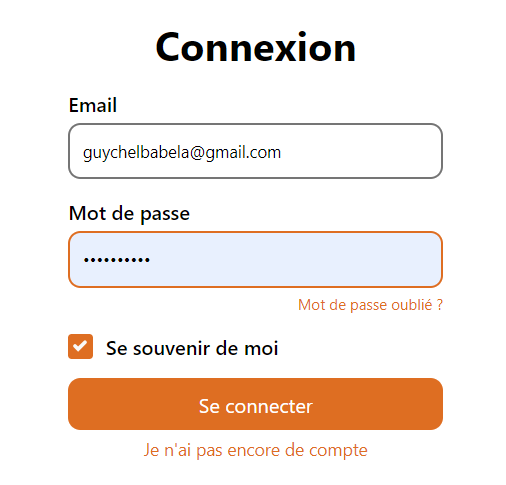 Connexion
Email
guychelbabela@gmail.com
Mot de passe
••••••••••
Mot de passe oublié ?
Se souvenir de moi
Se connecter
Je n'ai pas encore de compte